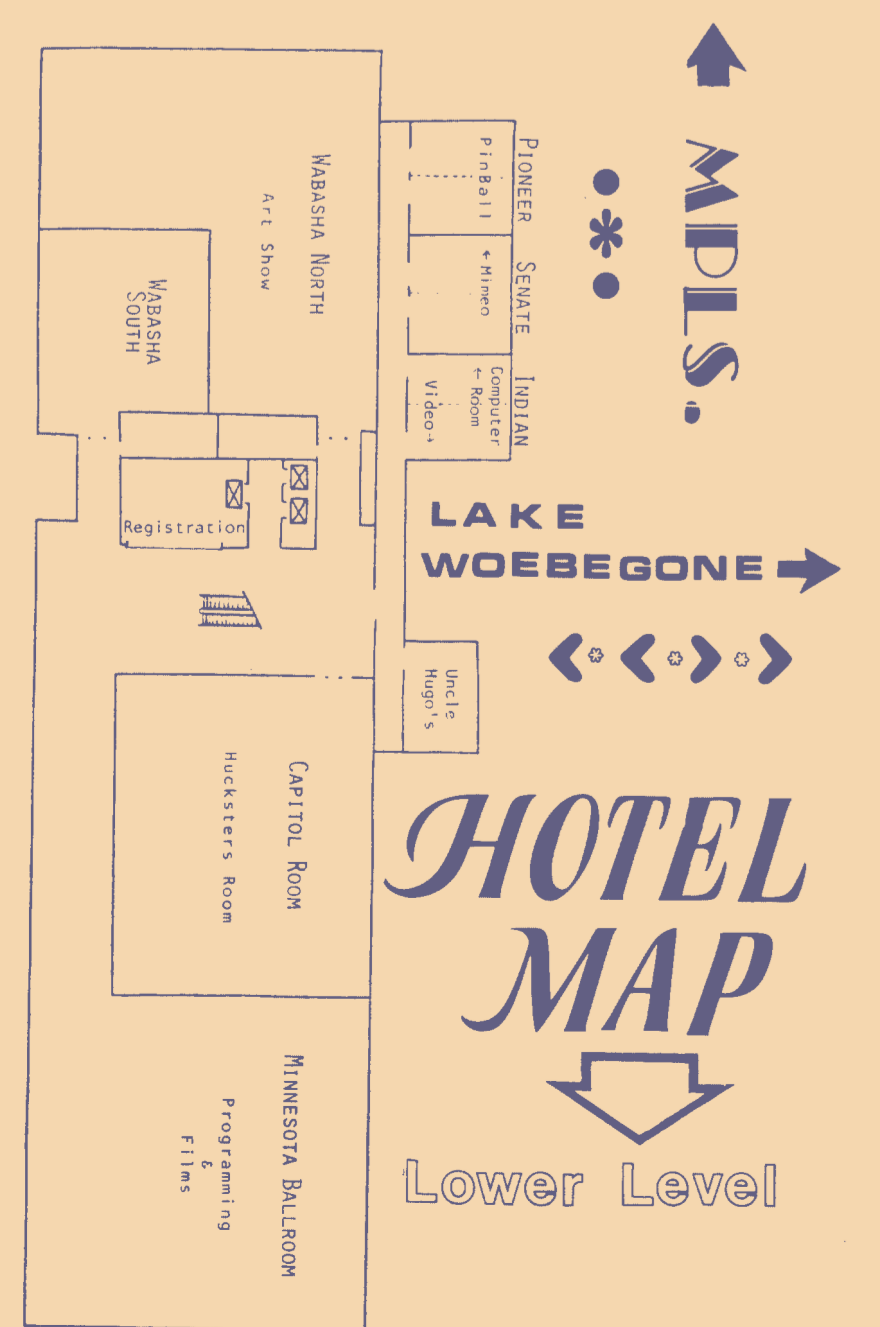 MPLS.
LAKE
WOEBEGONE
HOTEL
MAP
Lower Level
PIONEER
PinBall
SENATE
←Mimeo
INDIAN
Computer
← Room
Video→
WABASHA NORTH
Art Show
WABASHA
SOUTH
Registration
Uncle
Hugo's
CAPITOL ROOM
Hucksters Room
MINNESOTA BALLROOM
Programming
&
Films